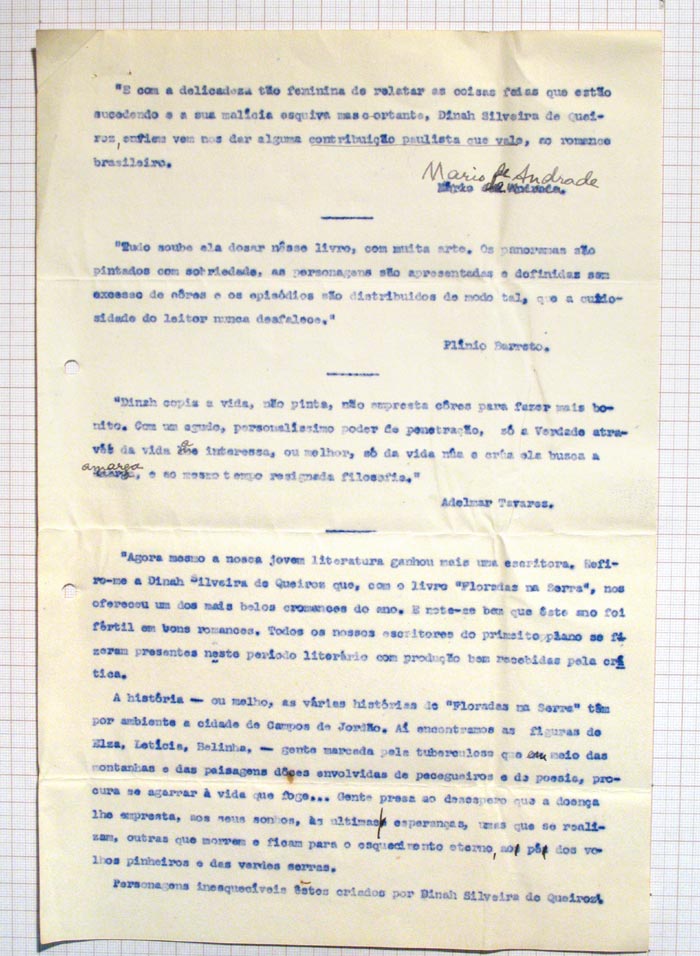 "E com a delicadeza tão feminina de relatar as coisas feias que estão
sucedendo e a sua malícia esquiva mas cortante, Dinah Silveira de Quei-
roz, enfiem vem nos dar alguma contribuição paulista que vale, ao romance
brasileiro.
Mario de Andrade
"Tudo soube ela dosar nêsse livro, com muita arte. Os panoramas são
pintados com sobriedade, as personagens são apresentadas e definidas sem
excesso de côres e os episódios são distribuidos de modo tal, que a curio-
sidade do leitor nunca desfalece."
Plínio Barreto.
"Dinah copia a vida, não pinta, não empresta côres para fazer mais bo-
nito. Com um agudo, personalíssimo poder de penetração, só a Verdade atra-
vés da vida lhe interessa, ou melhor, só da vida núa e crúa ela busca a
amarga, e ao mesmo tempo resignada filosofia."
Adelmar Tavares.
"Agora mesmo a nossa jovem literatura ganhou mais uma escritora. Refi-
ro-me a Dinah Silveira de Queiroz que, com o livro "Floradas na Serra", nos
ofereceu um dos mais belos cromances do ano. E note-se bem que êste ano foi
fértil em bons romances. Todos os nossos escritores do primeitopplano se fi
zeram presentes neste período literário com produção bem recebidas pela crí
tica.
A história — ou melho, as várias histórias de "Floradas na Serra" têm
por ambiente a cidade de Campos de Jordão. Aí encontramos as figuras de
Elza, Letícia, Belinha, — gente marcada pela tuberculose que em meio das
montanhas e das paisagens dôces envolvidas de pecegueiros e de poesia, pro-
cura se agarrar à vida que foge... Gente presa ao desespero que a doença
lhe empresta, aos seus sonhos, às ultimas esperanças, umas que se reali-
zam, outras que morrem e ficam para o esquecimento eterno, ao pé dos ve-
lhos pinheiros e das verdes serras.
Personagens inesquecíveis êstes criados por Dinah Silveira de Queiroz.